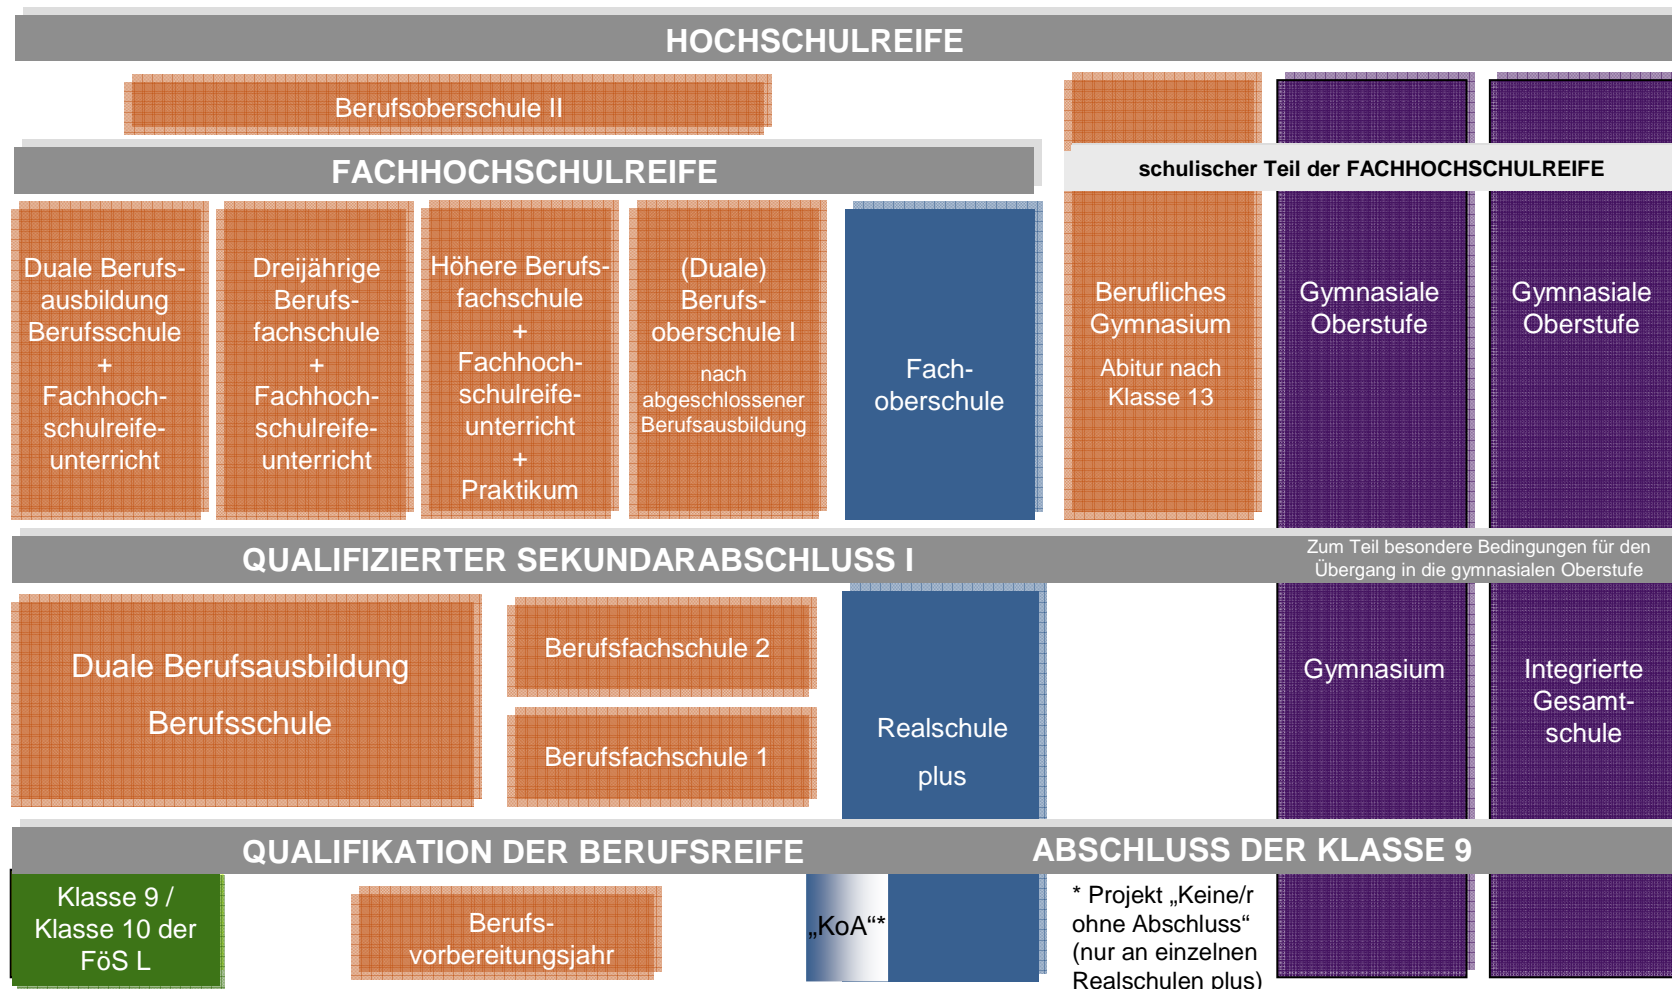 HOCHSCHULREIFE
Berufsoberschule II
FACHHOCHSCHULREIFE
schulischer Teil der FACHHOCHSCHULREIFE
Duale Berufs-
ausbildung
Berufsschule
+
Fachhoch-
schulreife-
unterricht
Dreijährige
Berufs-
fachschule
+
Fachhoch-
schulreife-
unterricht
Höhere Berufs-
fachschule
+
Fachhoch-
schulreife-
unterricht
+
Praktikum
(Duale)
Berufs-
oberschule I
nach
abgeschlossener
Berufsausbildung
Fach-
oberschule
Berufliches
Gymnasium
Abitur nach
Klasse 13
Gymnasiale
Oberstufe
Gymnasiale
Oberstufe
QUALIFIZIERTER SEKUNDARABSCHLUSS I
Zum Teil besondere Bedingungen für den
Übergang in die gymnasialen Oberstufe
Duale Berufsausbildung
Berufsschule
Berufsfachschule 2
Berufsfachschule 1
Realschule
plus
Gymnasium
Integrierte
Gesamt-
schule
QUALIFIKATION DER BERUFSREIFE
ABSCHLUSS DER KLASSE 9
Klasse 9 /
Klasse 10 der
FöS L
Berufs-
vorbereitungsjahr
„KoA“*
* Projekt „Keine/r
ohne Abschluss“
(nur an einzelnen
Realschulen plus)